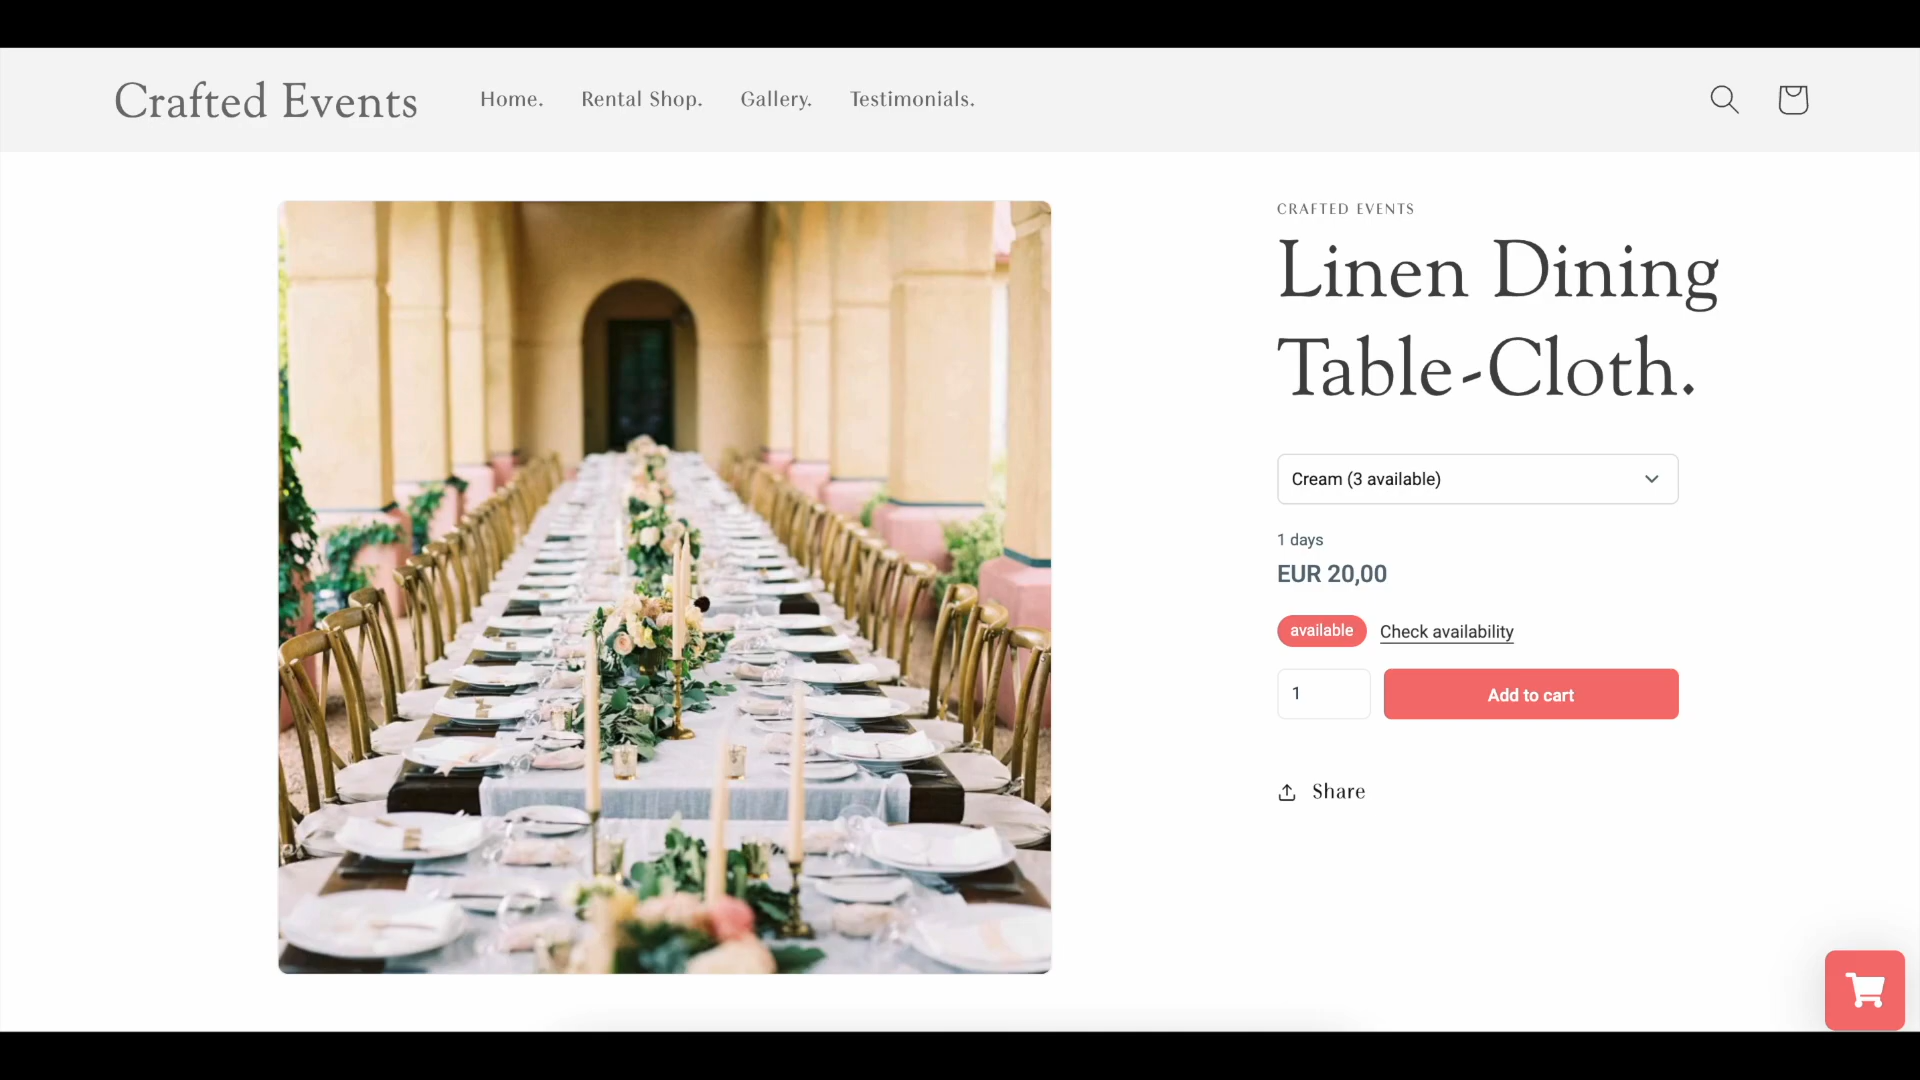 Crafted Events
Home.
Rental Shop.
Gallery.
Testimonials.
CRAFTED EVENTS
Linen Dining
Table-Cloth.
Cream (3 available)
1 days
EUR 20,00
available
Check availability
1
Add to cart
Share